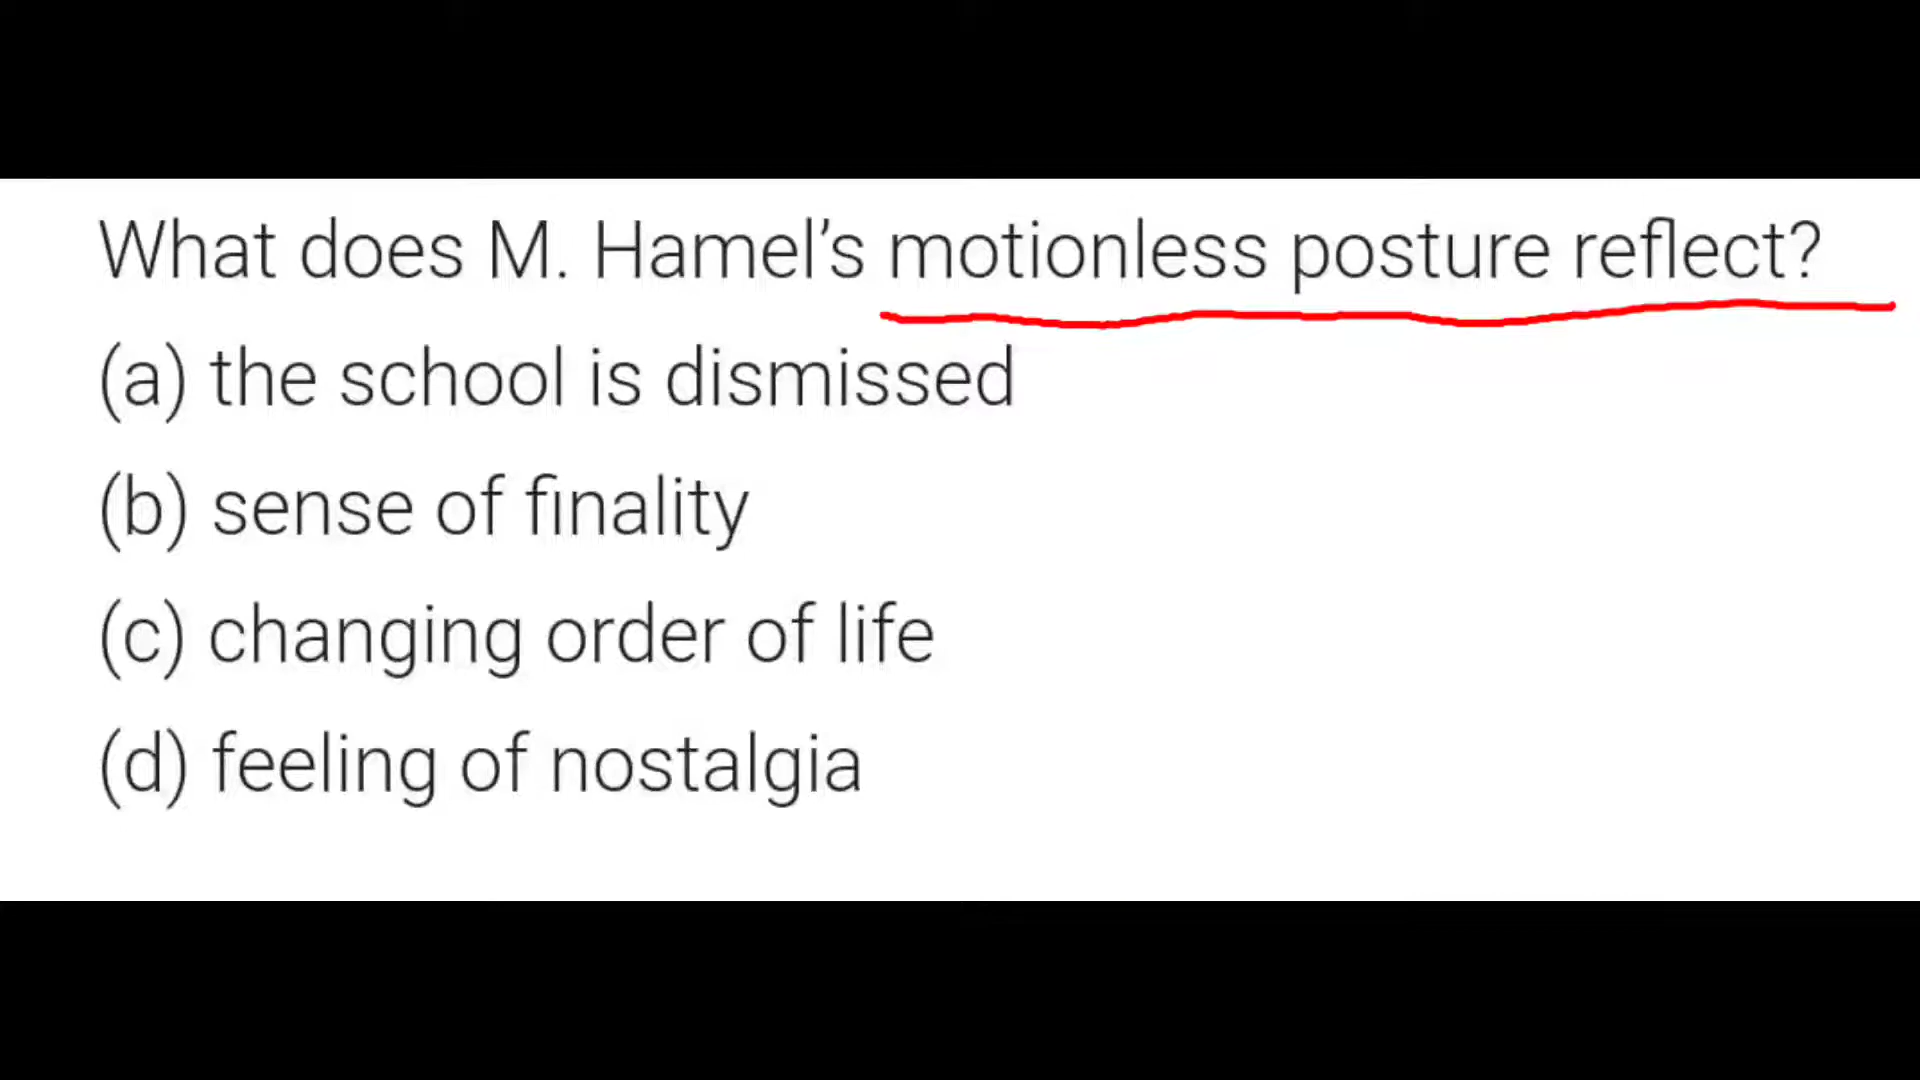 What does M. Hamel’s motionless posture reflect?
(a) the school is dismissed
(b) sense of finality
(c) changing order of life
(d) feeling of nostalgia